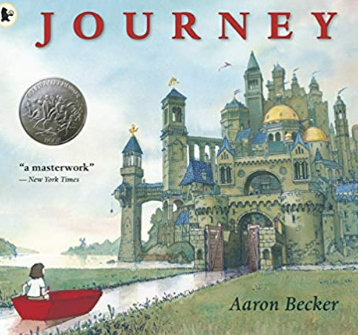 JOURNEY
"a masterwork"
— New York Times
Aaron Becker